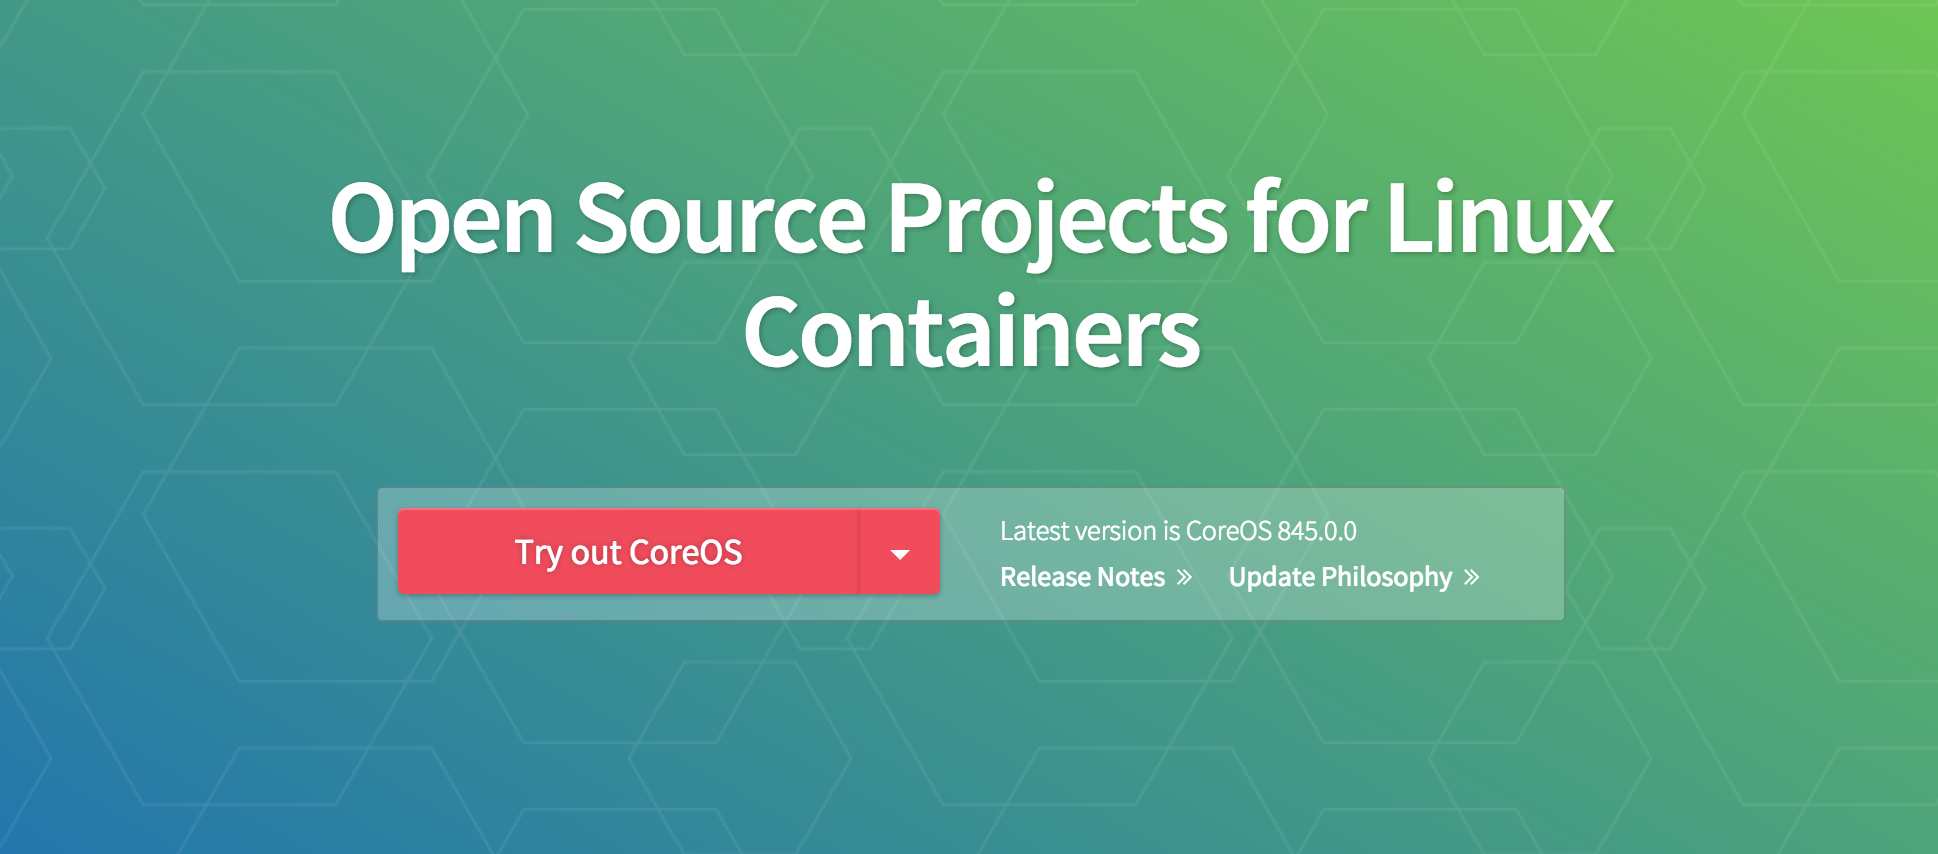 Open Source Projects for Linux
Containers
Try out CoreOS
Latest version is CoreOS 845.0.0
Release Notes » Update Philosophy »